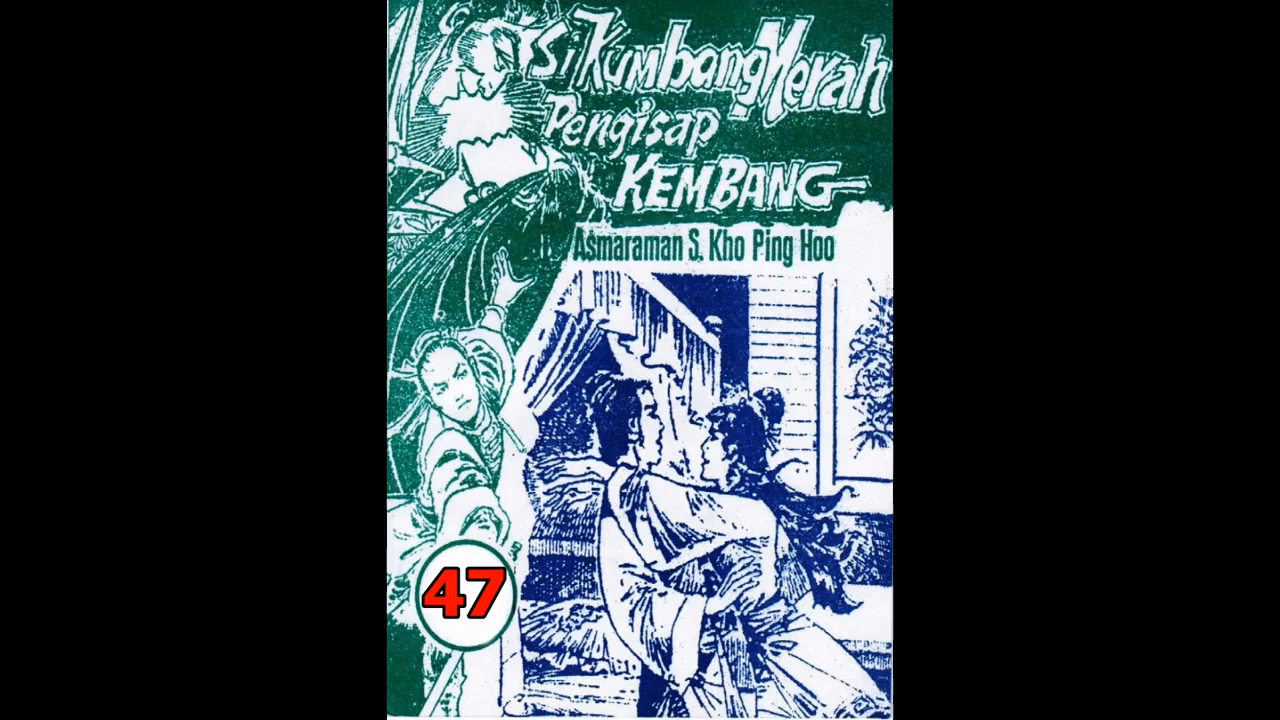 Si Kumbang Merah
Pengisap
KEMBANG
Asmaraman S. Kho Ping Hoo
47